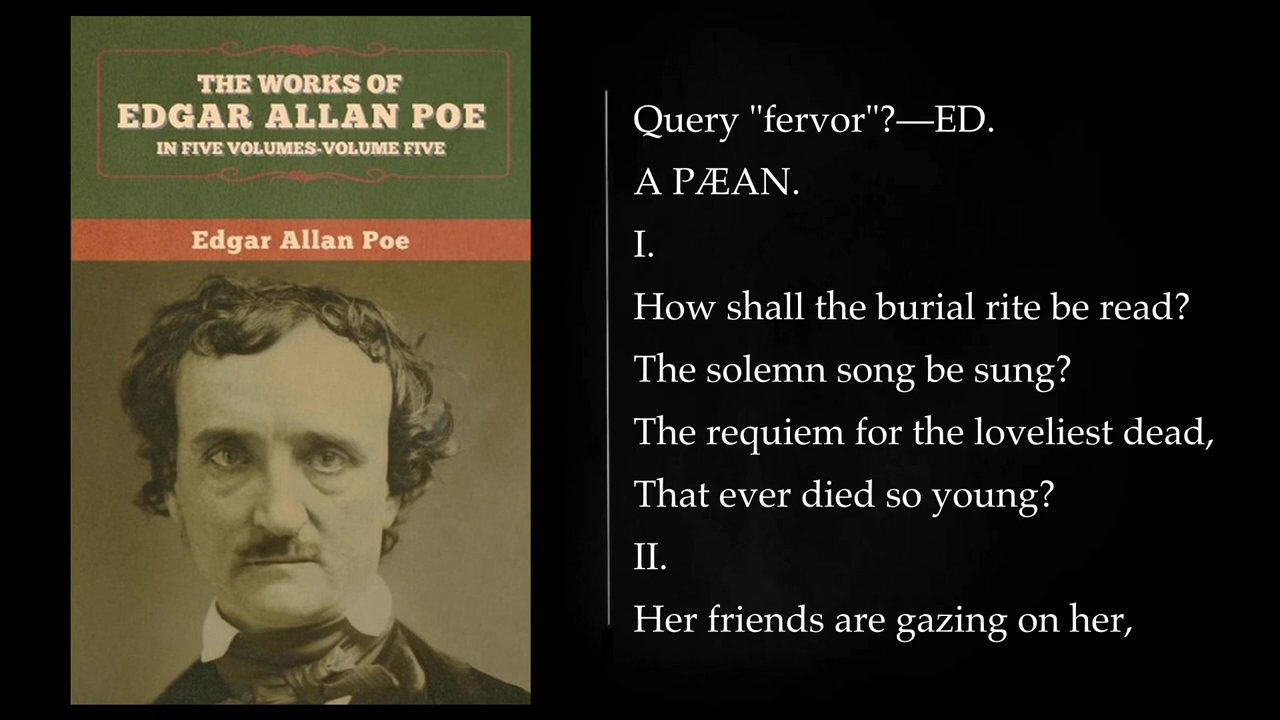 THE WORKS OF
EDGAR ALLAN POE
IN FIVE VOLUMES-VOLUME FIVE
Edgar Allan Poe
Query "fervor"?—ED.
A PÆAN.
I.
How shall the burial rite be read?
The solemn song be sung?
The requiem for the loveliest dead,
That ever died so young?
II.
Her friends are gazing on her,